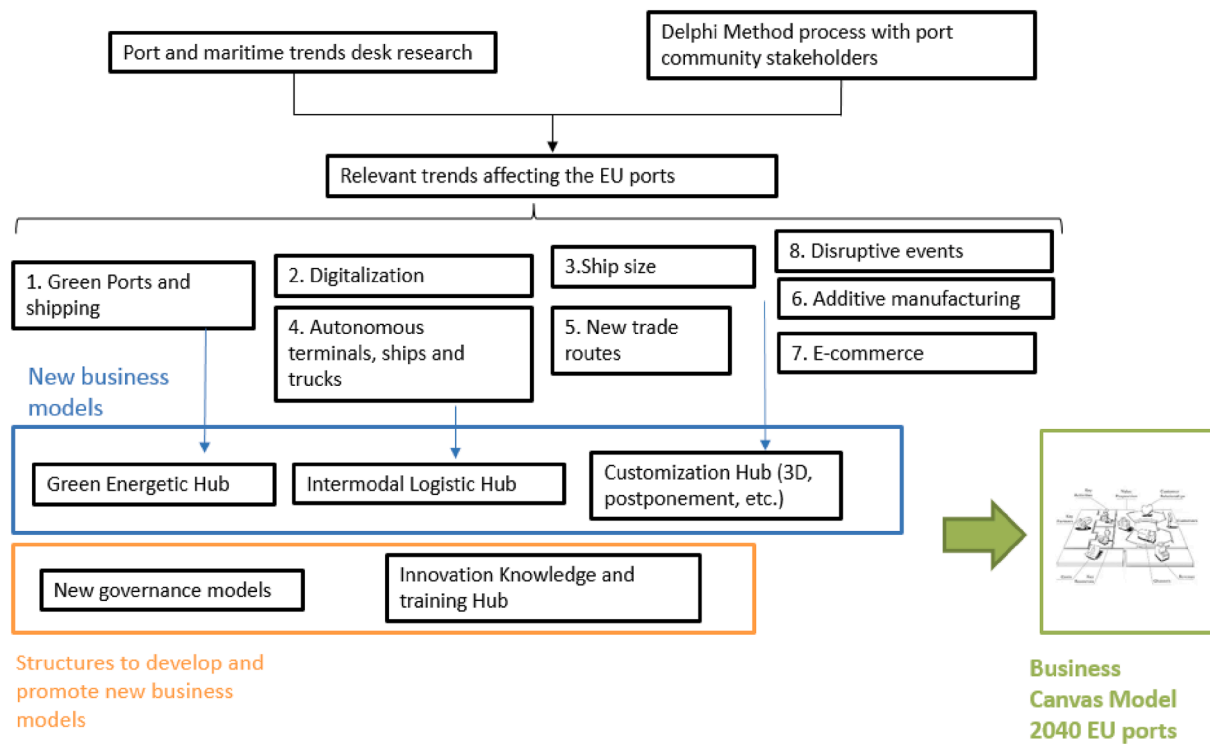 Port and maritime trends desk research
Delphi Method process with port
community stakeholders
Relevant trends affecting the EU ports
1. Green Ports and
shipping
2. Digitalization
3.Ship size
8. Disruptive events
6. Additive manufacturing
4. Autonomous
terminals, ships and
trucks
5. New trade
routes
7. E-commerce
New business
models
Green Energetic Hub
Intermodal Logistic Hub
Customization Hub (3D,
postponement, etc.)
New governance models
Innovation Knowledge and
training Hub
Structures to develop and
promote new business
models
Business
Canvas Model
2040 EU ports